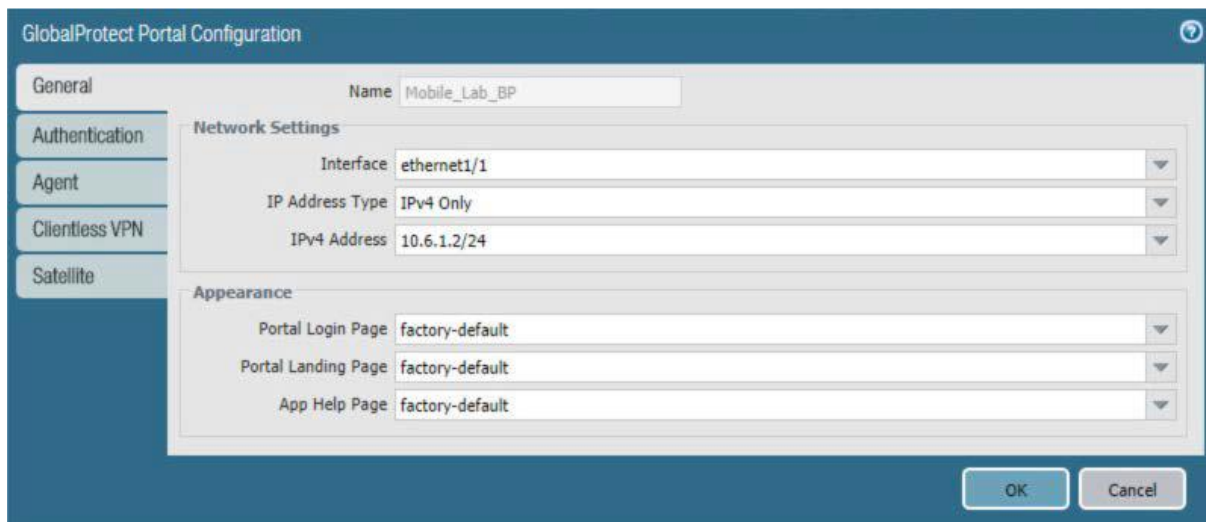 GlobalProtect Portal Configuration
General
Authentication
Agent
Clientless VPN
Satellite
Name Mobile_Lab_BP
Network Settings
Interface ethernet1/1
IP Address Type IPv4 Only
IPv4 Address 10.6.1.2/24
Appearance
Portal Login Page factory-default
Portal Landing Page factory-default
App Help Page factory-default
OK Cancel